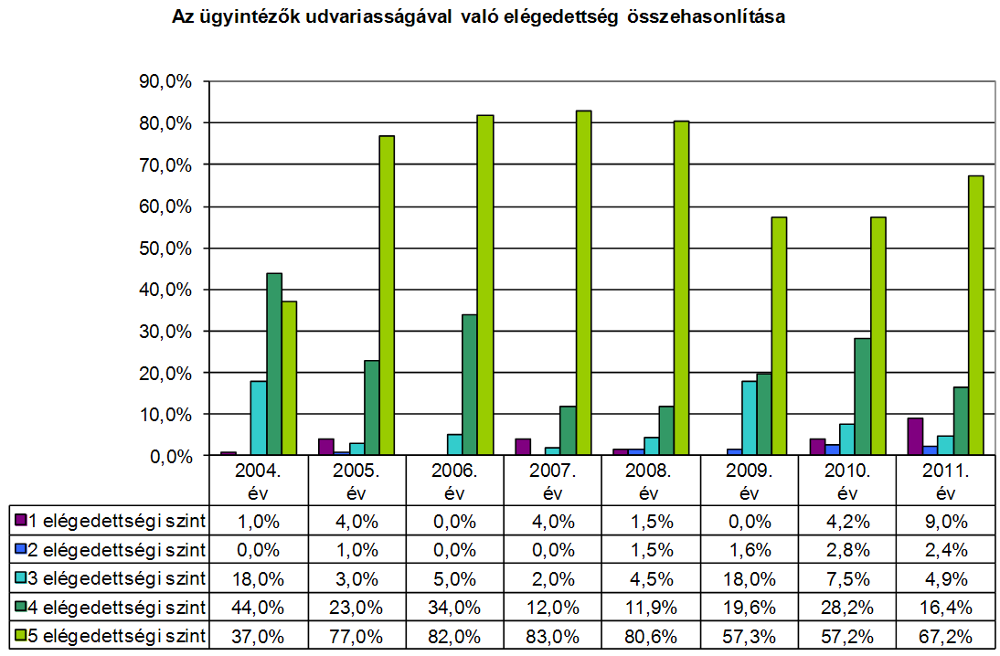 Az ügyintézők udvariasságával való elégedettség összehasonlítása
90,0%
80,0%
70,0%
60,0%
50,0%
40,0%
30,0%
20,0%
10,0%
0,0%
2004. 2005. 2006. 2007. 2008. 2009. 2010. 2011.
év év év év év év év év
1 elégedettségi szint 1,0% 4,0% 0,0% 4,0% 1,5% 0,0% 4,2% 9,0%
2 elégedettségi szint 0,0% 1,0% 0,0% 0,0% 1,5% 1,6% 2,8% 2,4%
3 elégedettségi szint 18,0% 3,0% 5,0% 2,0% 4,5% 18,0% 7,5% 4,9%
4 elégedettségi szint 44,0% 23,0% 34,0% 12,0% 11,9% 19,6% 28,2% 16,4%
5 elégedettségi szint 37,0% 77,0% 82,0% 83,0% 80,6% 57,3% 57,2% 67,2%